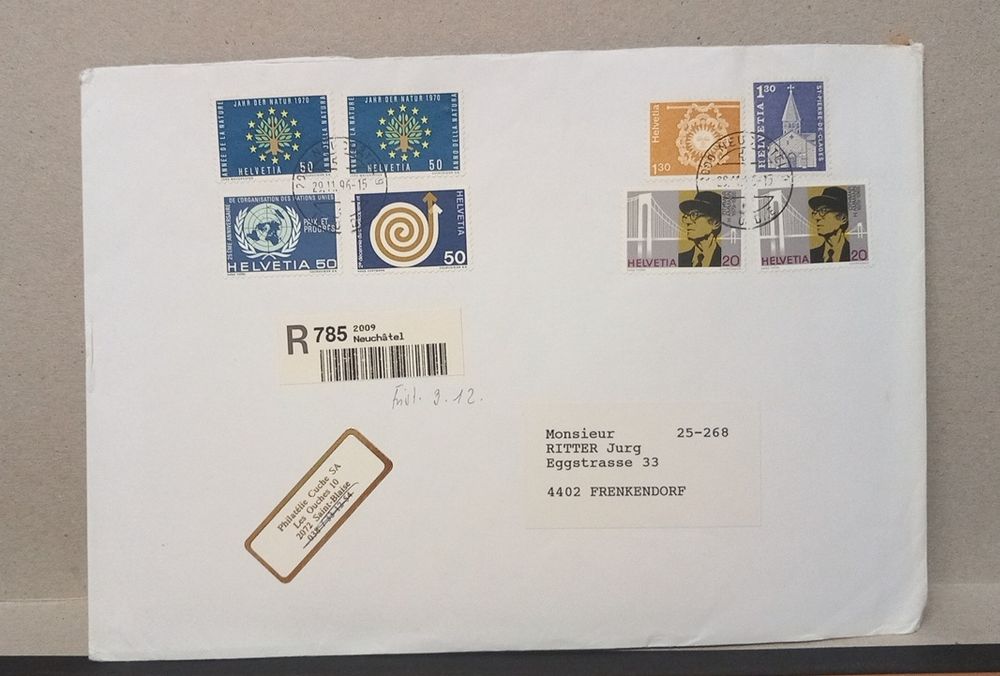 JAHR DER NATUR 1970
ANNÉE DE LA NATURE
ANNO DELLA NATURA
HELVETIA
50
JAHR DER NATUR 1970
ANNÉE DE LA NATURE
ANNO DELLA NATURA
HELVETIA
50
25ÈME ANNIVERSAIRE
DE L'ORGANISATION DES NATIONS UNIES
PAIX ET
PROGRÈS
HELVETIA 50
HELVETIA
50
29.11.96-15
Helvetia
1.30
1.30
HELVETIA
ST-PIERRE-DE-CLAGES
HELVETIA 20
HELVETIA 20
R 785 2009
Neuchâtel
Frist. 3.12.
Philatélie Cuche SA
Les Ouches 10
2072 Saint-Blaise
Monsieur 25-268
RITTER Jurg
Eggstrasse 33
4402 FRENKENDORF